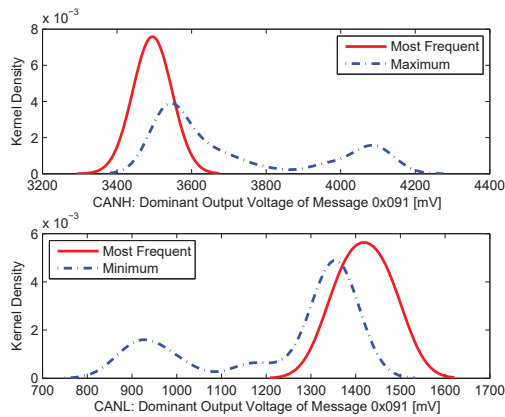 x 10⁻³
8
6
4
2
0
Kernel Density
Most Frequent
Maximum
3200 3400 3600 3800 4000 4200 4400
CANH: Dominant Output Voltage of Message 0x091 [mV]
x 10⁻³
6
4
2
0
Kernel Density
Most Frequent
Minimum
700 800 900 1000 1100 1200 1300 1400 1500 1600 1700
CANL: Dominant Output Voltage of Message 0x091 [mV]